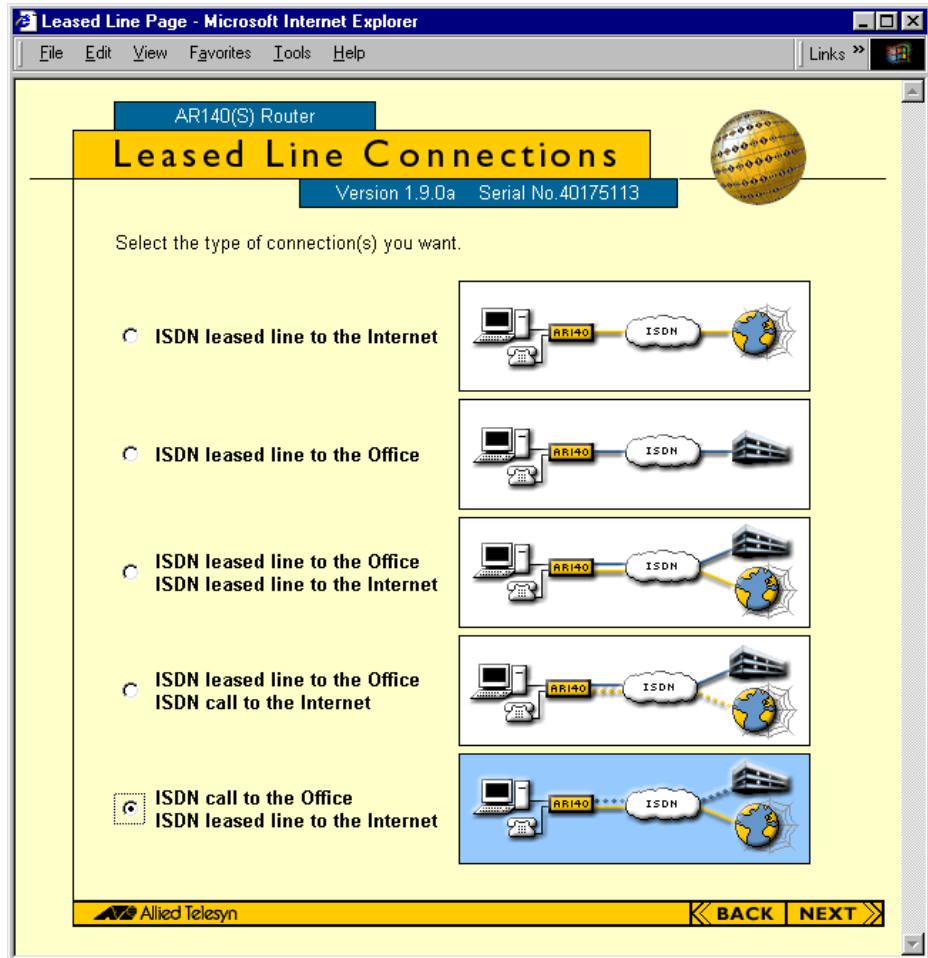 Leased Line Page - Microsoft Internet Explorer
File Edit View Favorites Tools Help
Links »
AR140(S) Router
Leased Line Connections
Version 1.9.0a Serial No.40175113
Select the type of connection(s) you want.
ISDN leased line to the Internet
AR140 ISDN
ISDN leased line to the Office
AR140 ISDN
ISDN leased line to the Office
ISDN leased line to the Internet
AR140 ISDN
ISDN leased line to the Office
ISDN call to the Internet
AR140 ISDN
ISDN call to the Office
ISDN leased line to the Internet
AR140 ISDN
Allied Telesyn
BACK NEXT